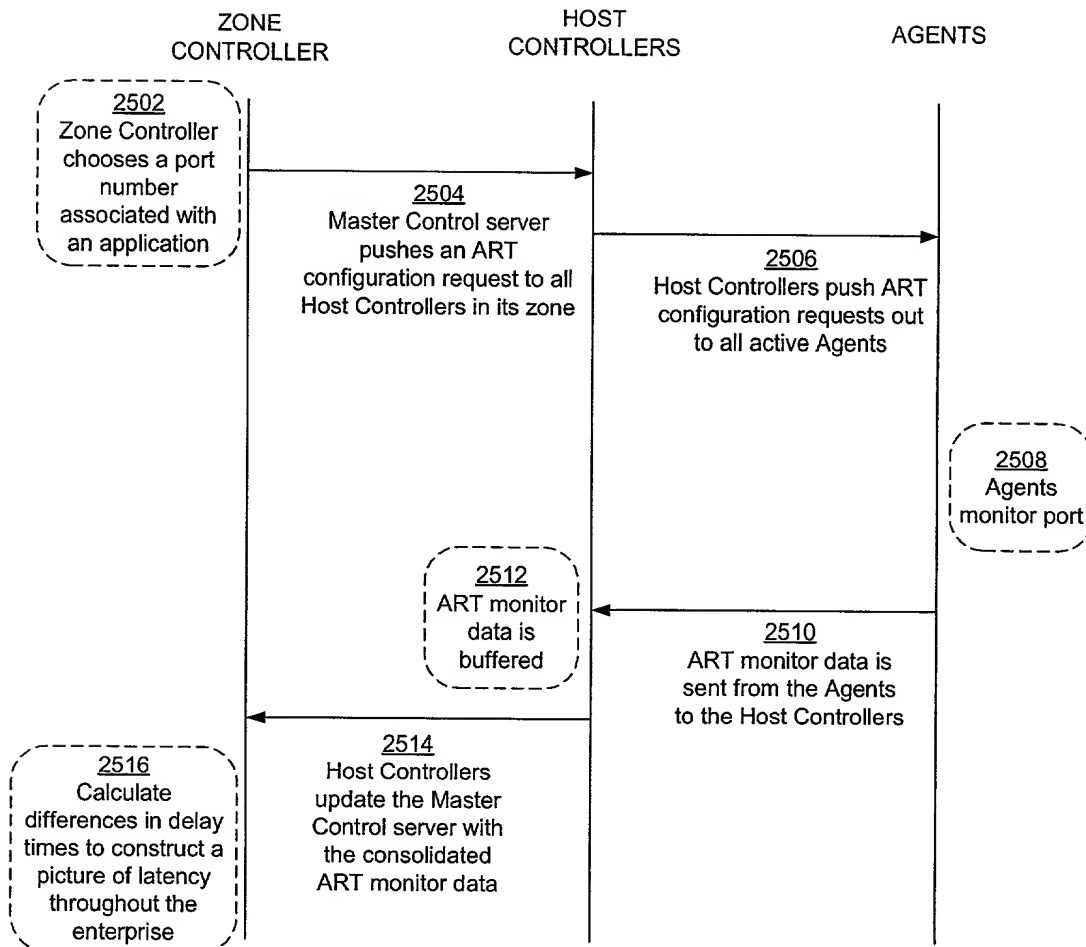 ZONE
CONTROLLER
HOST
CONTROLLERS
AGENTS
2502
Zone Controller
chooses a port
number
associated with
an application
2504
Master Control server
pushes an ART
configuration request to all
Host Controllers in its zone
2506
Host Controllers push ART
configuration requests out
to all active Agents
2508
Agents
monitor port
2512
ART monitor
data is
buffered
2510
ART monitor data is
sent from the Agents
to the Host Controllers
2514
Host Controllers
update the Master
Control server with
the consolidated
ART monitor data
2516
Calculate
differences in delay
times to construct a
picture of latency
throughout the
enterprise